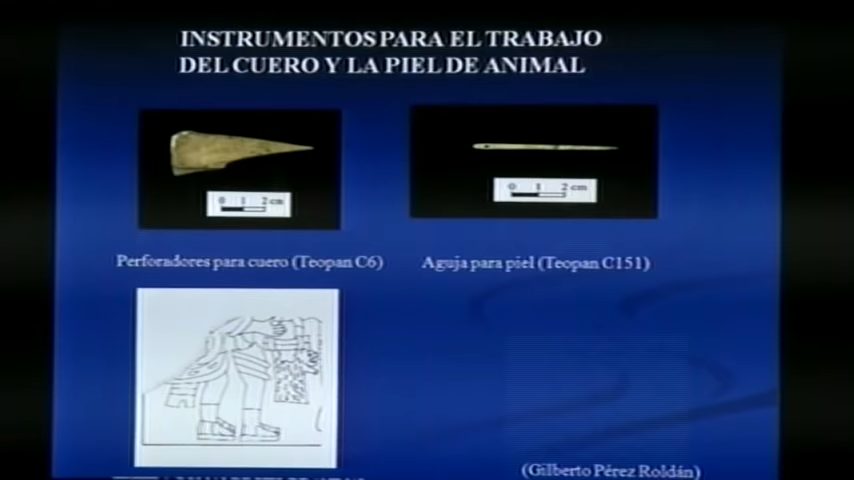 INSTRUMENTOS PARA EL TRABAJO
DEL CUERO Y LA PIEL DE ANIMAL
0 1 2 cm
0 1 2 cm
Perforadores para cuero (Teopan C6)
Aguja para piel (Teopan C151)
(Gilberto Pérez Roldán)